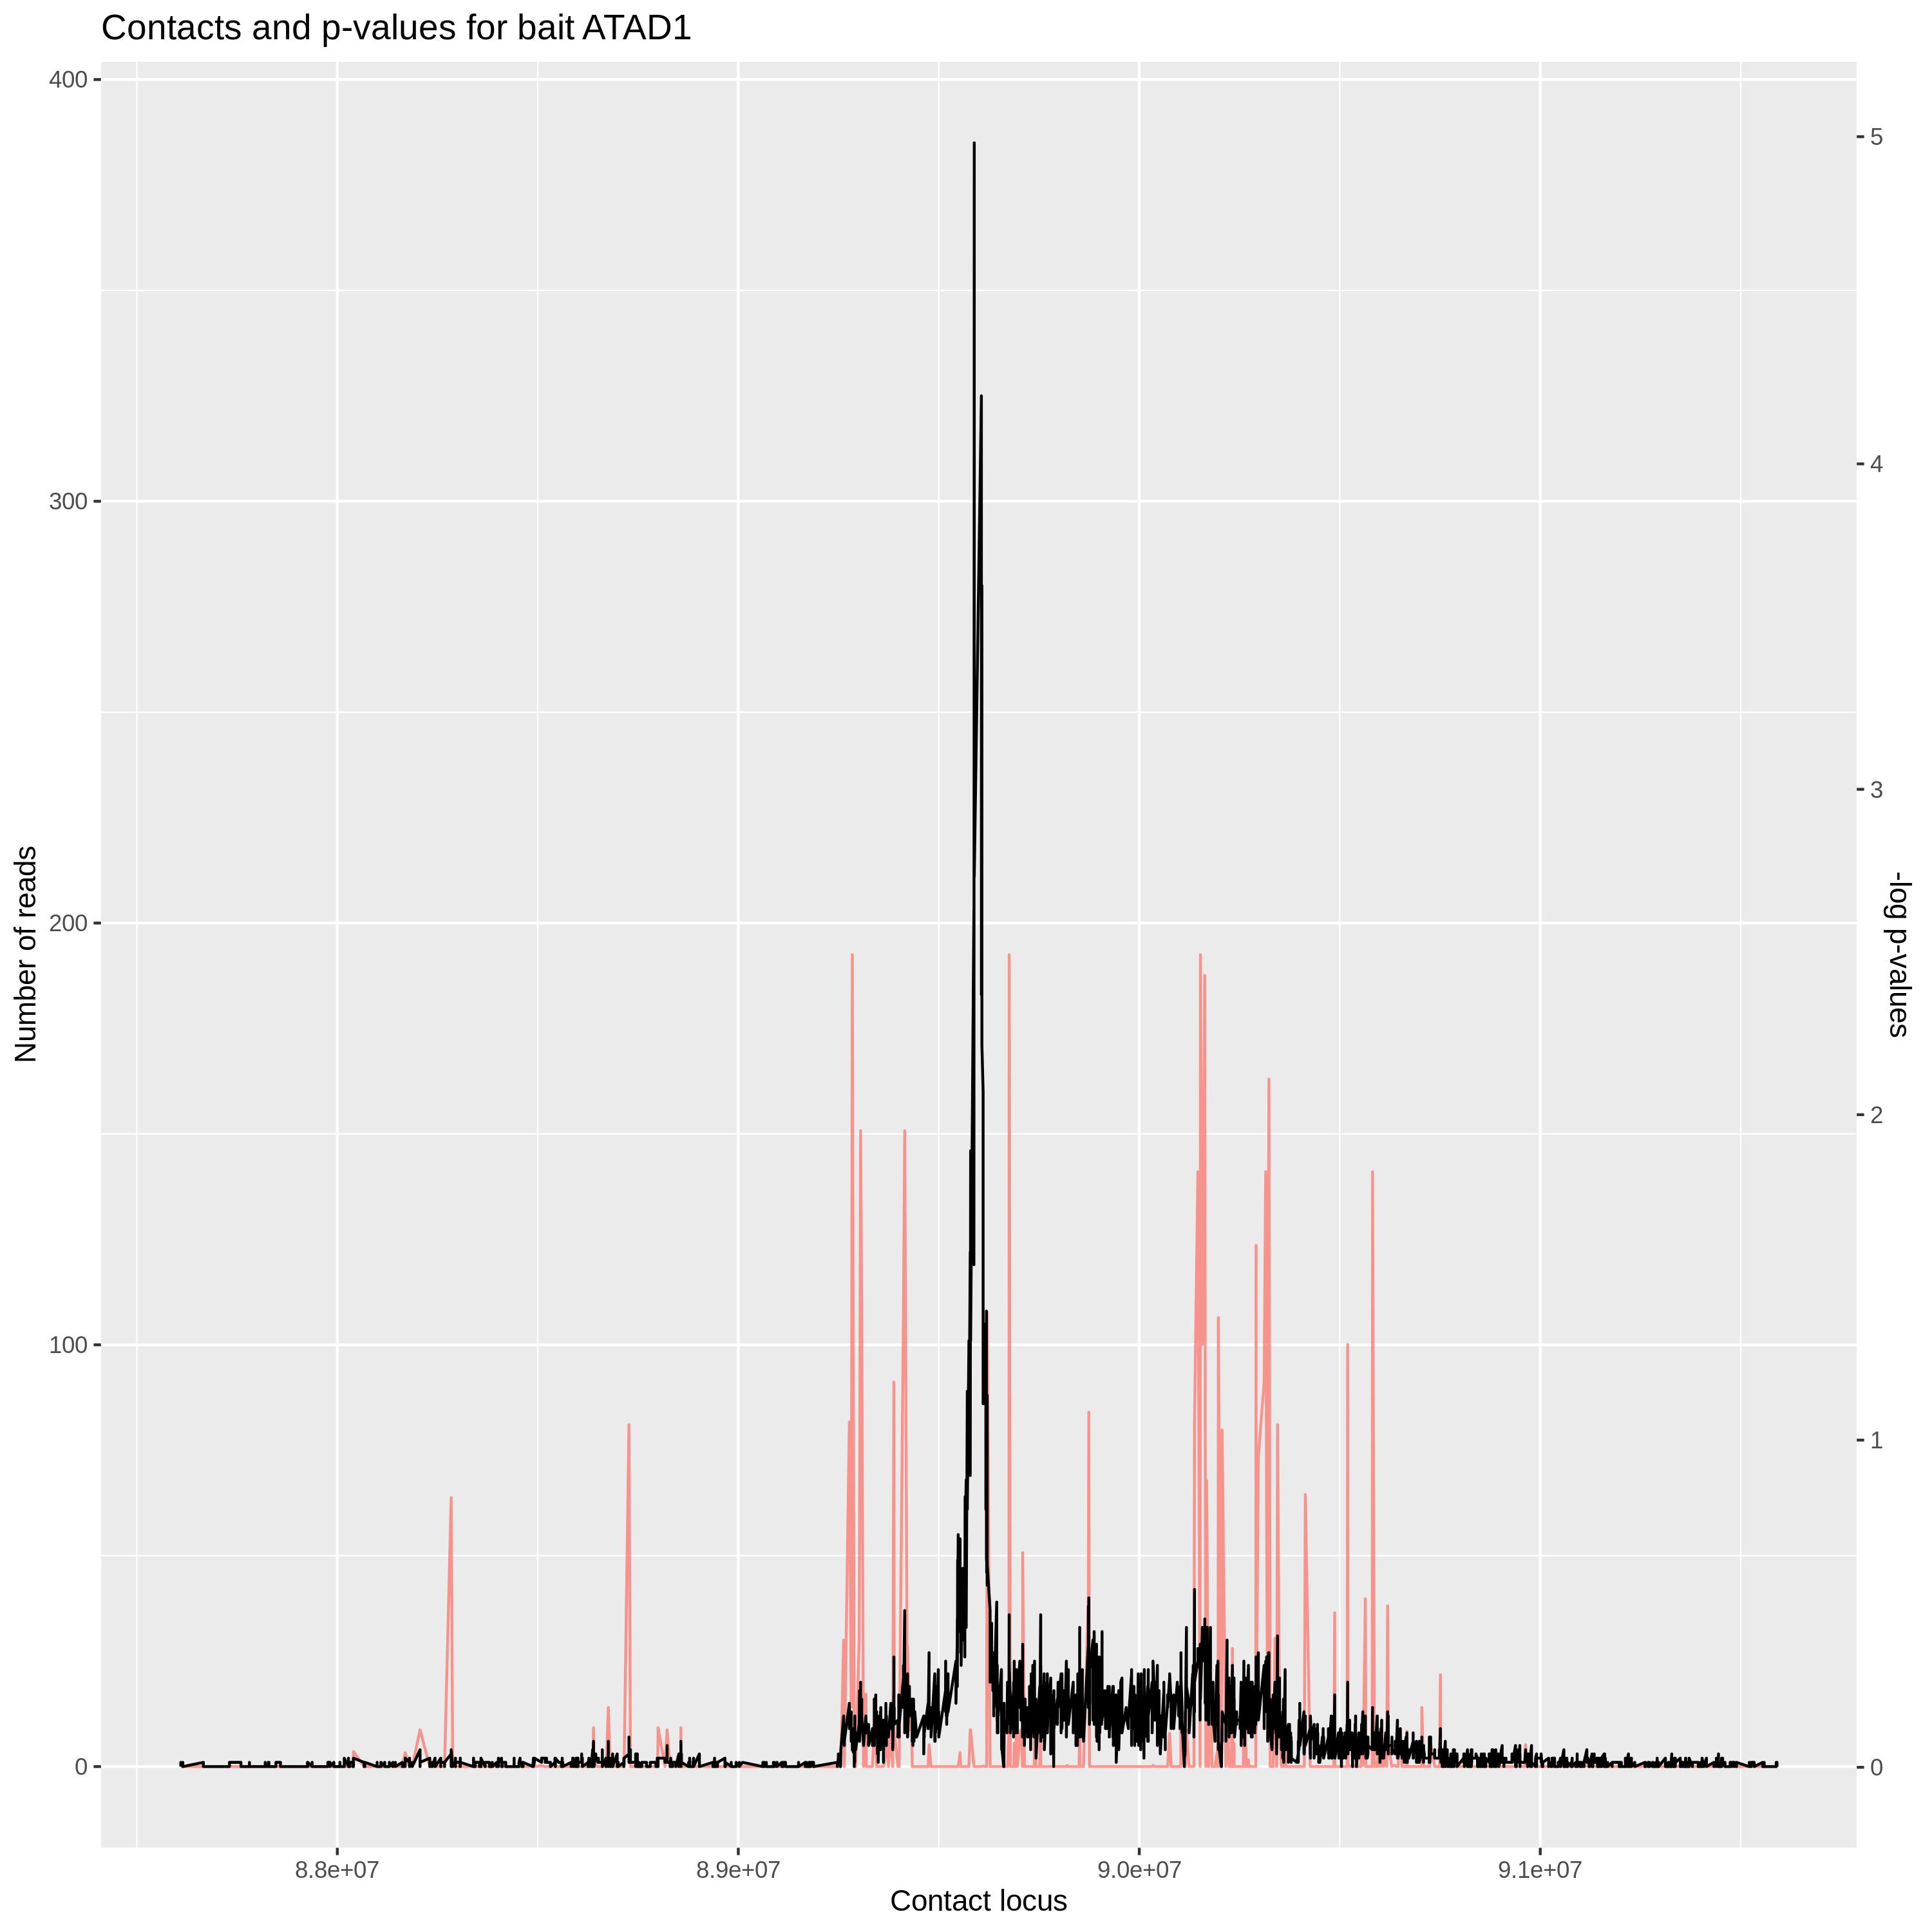 Contacts and p-values for bait ATAD1
400
300
200
100
0
Number of reads
5
4
3
2
1
0
-log p-values
8.8e+07
8.9e+07
9.0e+07
9.1e+07
Contact locus